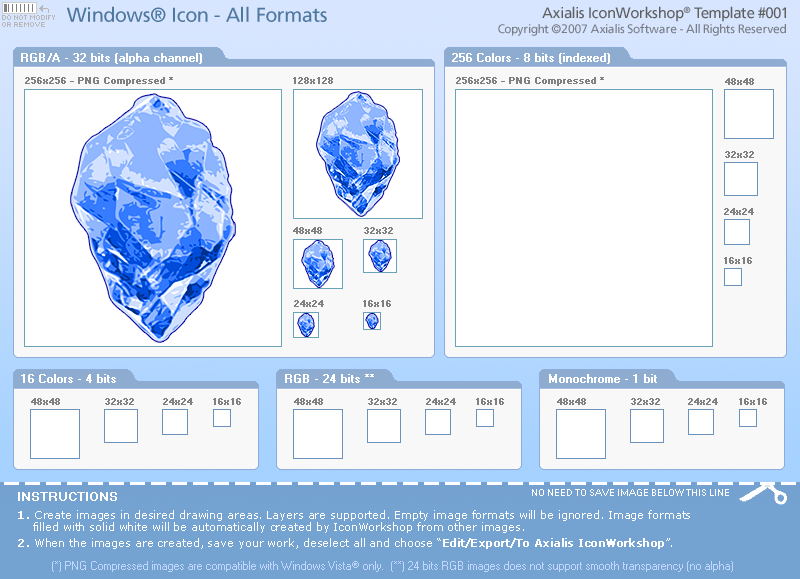 DO NOT MODIFY
OR REMOVE
Windows® Icon - All Formats
Axialis IconWorkshop® Template #001
Copyright ©2007 Axialis Software - All Rights Reserved
RGB/A - 32 bits (alpha channel)
256x256 - PNG Compressed *
128x128
48x48
32x32
24x24
16x16
256 Colors - 8 bits (indexed)
256x256 - PNG Compressed *
48x48
32x32
24x24
16x16
16 Colors - 4 bits
48x48
32x32
24x24
16x16
RGB - 24 bits **
48x48
32x32
24x24
16x16
Monochrome - 1 bit
48x48
32x32
24x24
16x16
NO NEED TO SAVE IMAGE BELOW THIS LINE
INSTRUCTIONS
1. Create images in desired drawing areas. Layers are supported. Empty image formats will be ignored. Image formats
filled with solid white will be automatically created by IconWorkshop from other images.
2. When the images are created, save your work, deselect all and choose “Edit/Export/To Axialis IconWorkshop”.
(*) PNG Compressed images are compatible with Windows Vista® only. (**) 24 bits RGB images does not support smooth transparency (no alpha)